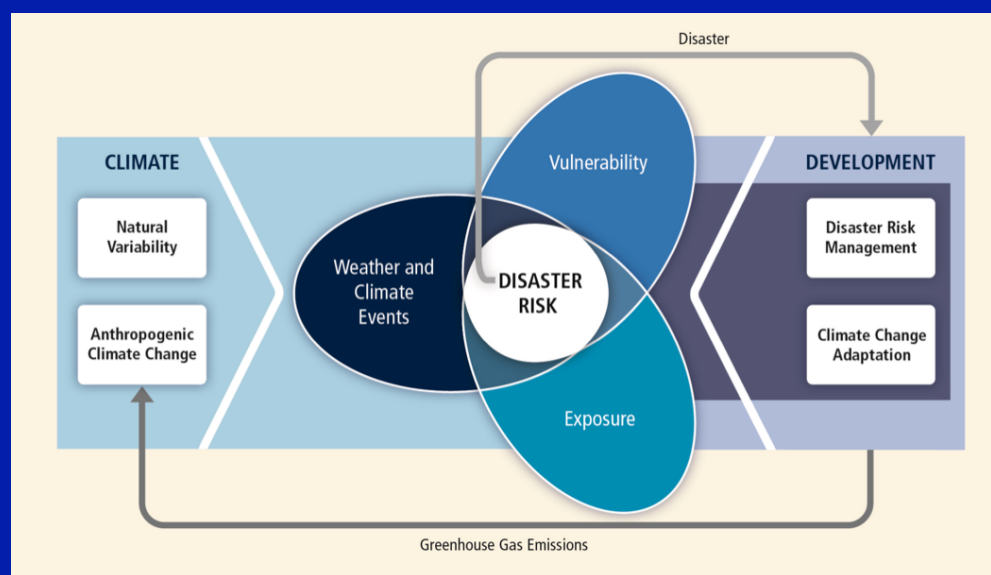 Disaster
CLIMATE
Natural
Variability
Anthropogenic
Climate Change
Vulnerability
Weather and
Climate
Events
DISASTER
RISK
Exposure
DEVELOPMENT
Disaster Risk
Management
Climate Change
Adaptation
Greenhouse Gas Emissions